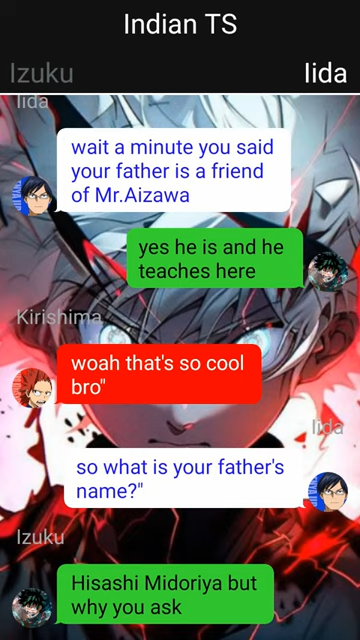 Indian TS
Izuku
Iida
Iida
wait a minute you said
your father is a friend
of Mr.Aizawa
yes he is and he
teaches here
Kirishima
woah that's so cool
bro"
Iida
so what is your father's
name?"
Izuku
Hisashi Midoriya but
why you ask